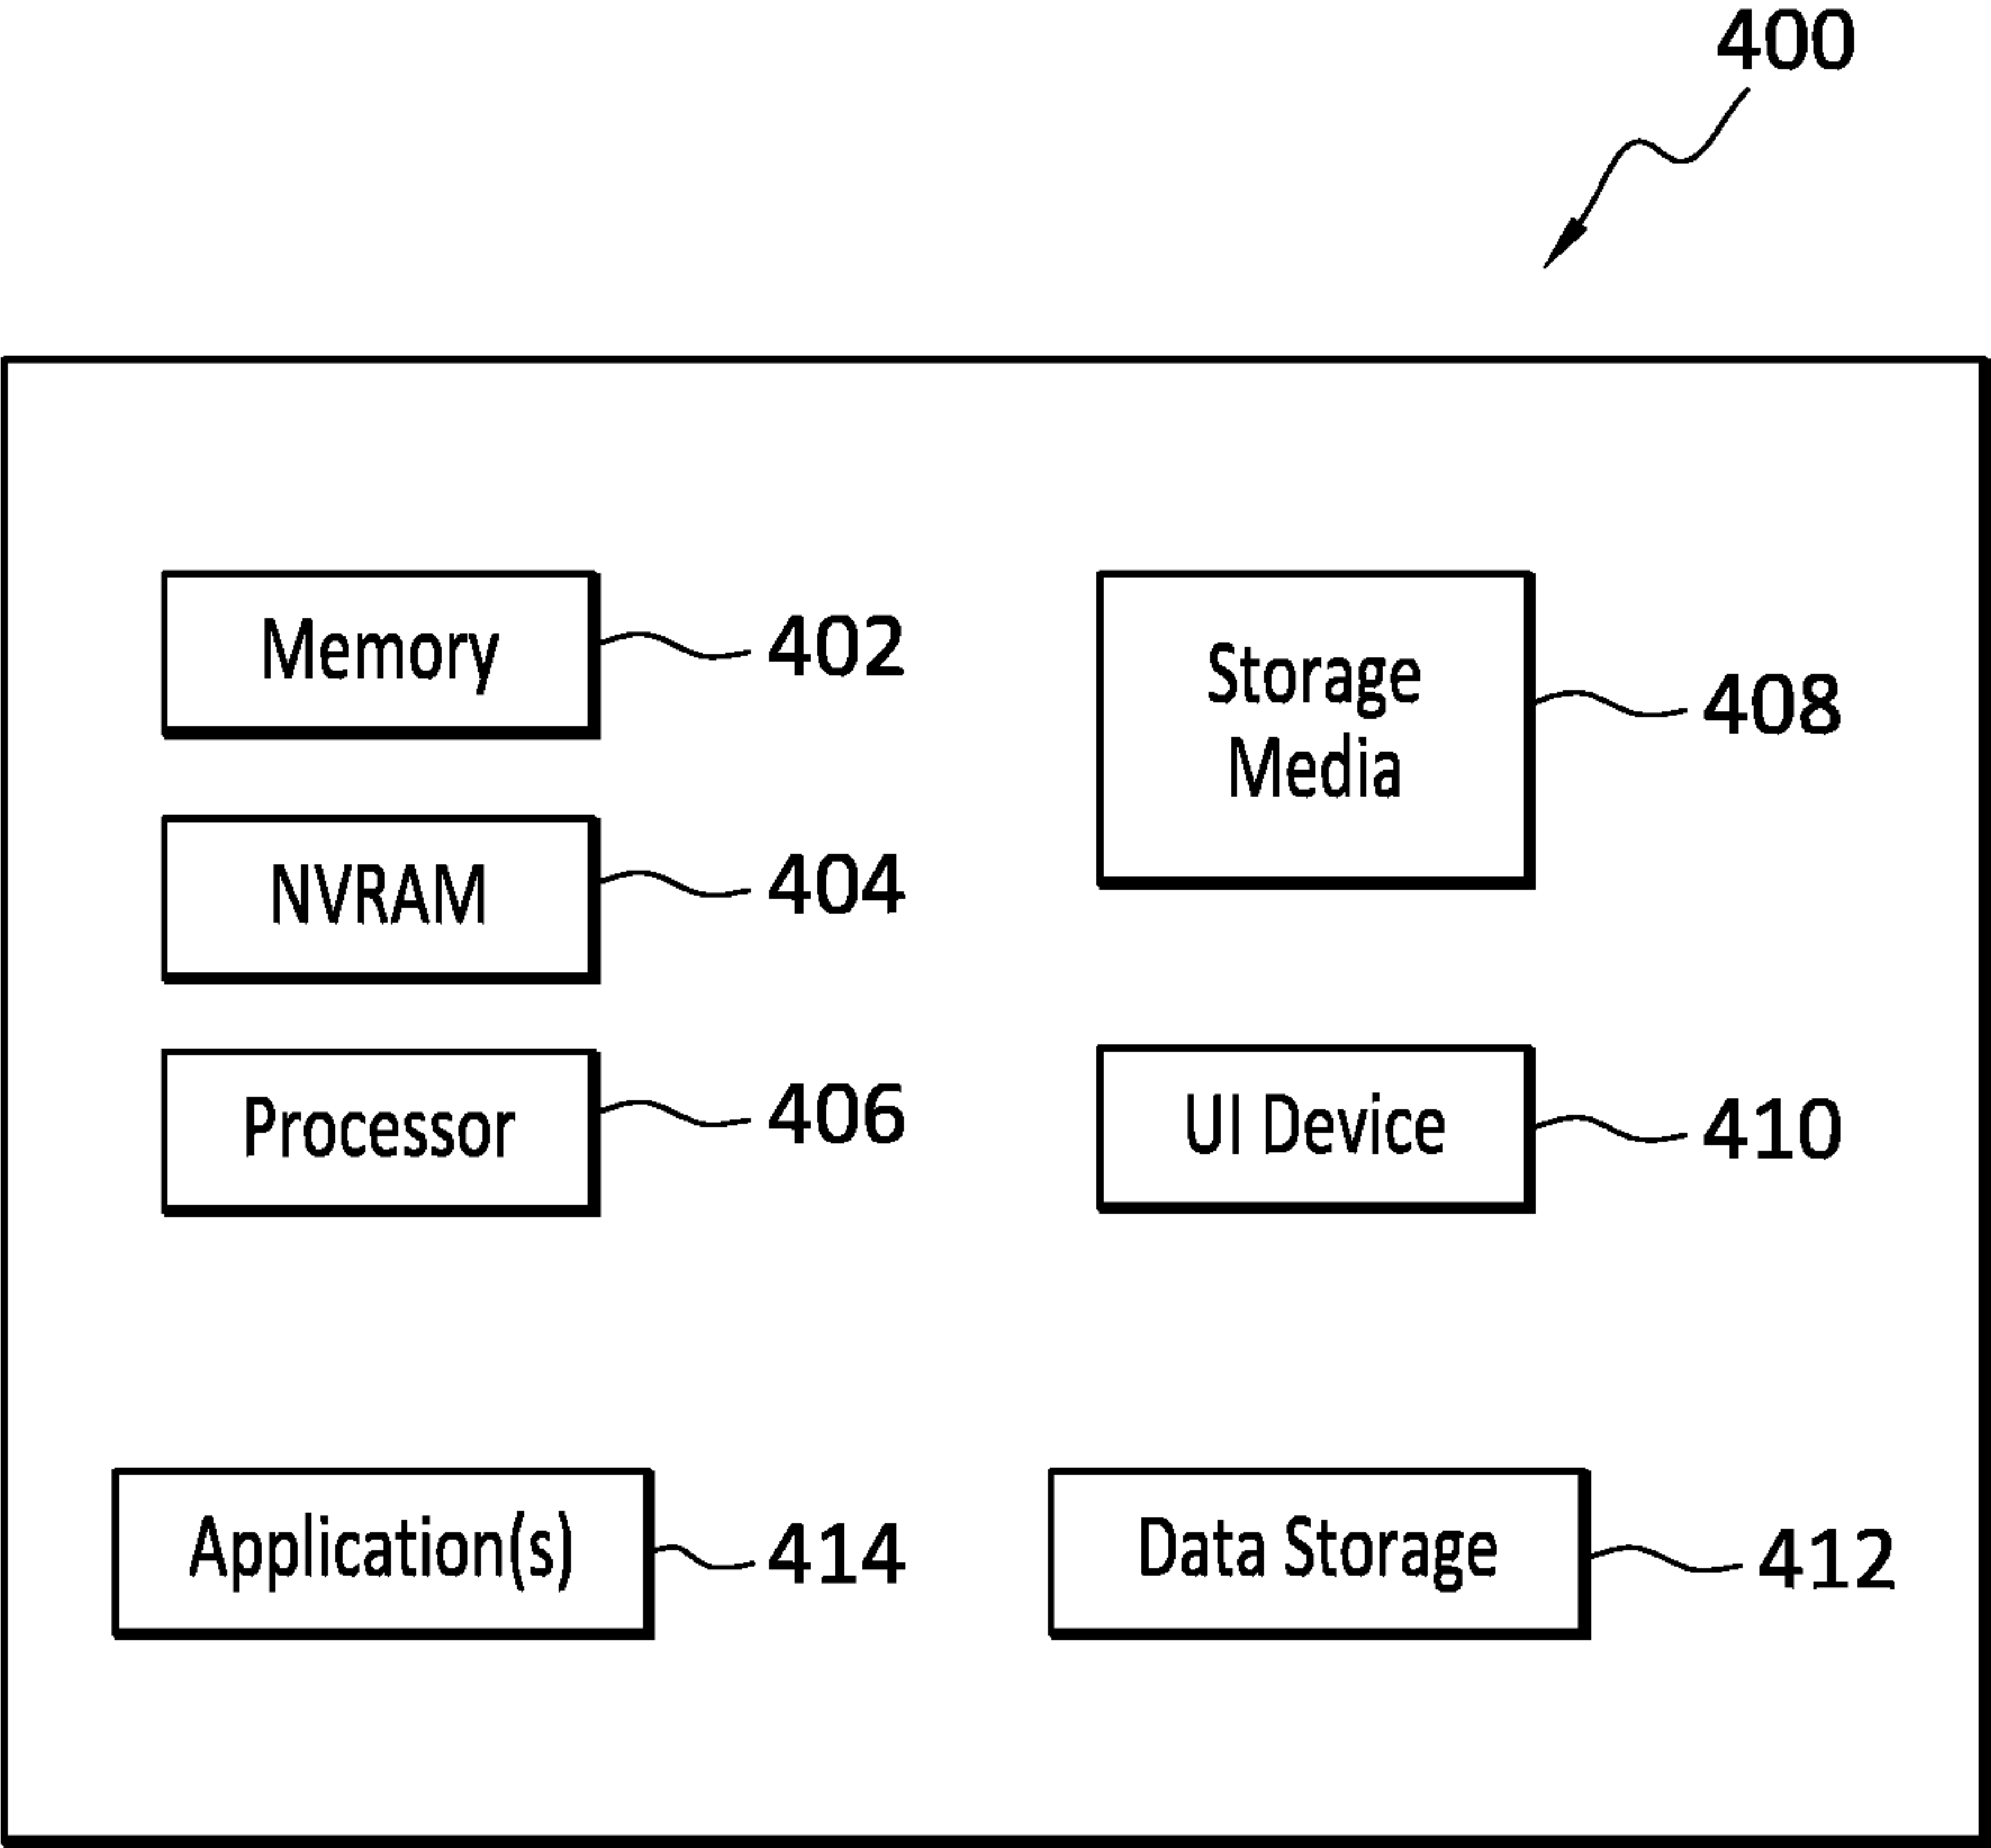 400
Memory
402
Storage
Media
408
NVRAM
404
Processor
406
UI Device
410
Application(s)
414
Data Storage
412